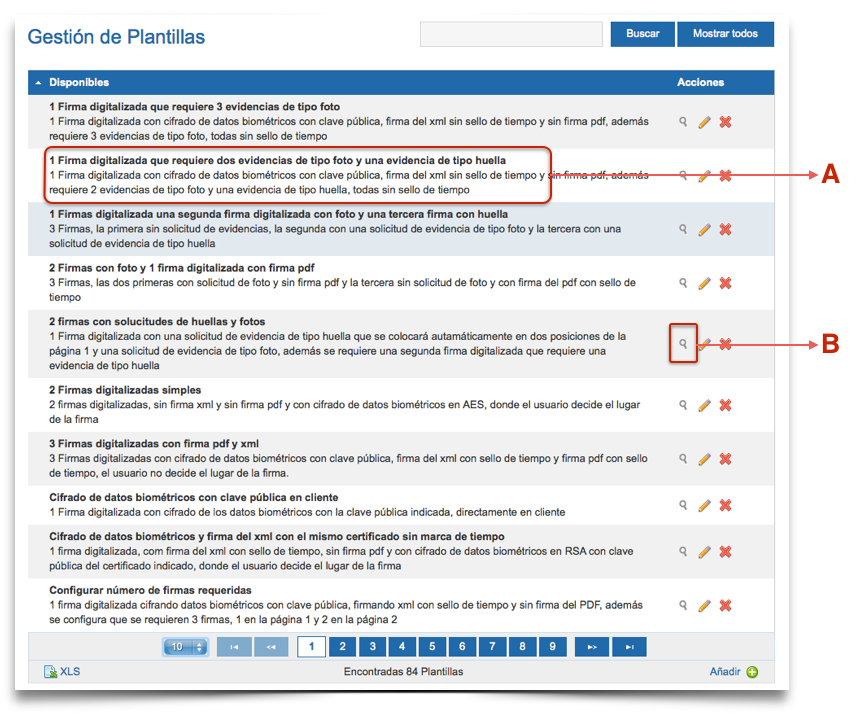 Gestión de Plantillas
Buscar
Mostrar todos
Disponibles
Acciones
1 Firma digitalizada que requiere 3 evidencias de tipo foto
1 Firma digitalizada con cifrado de datos biométricos con clave pública, firma del xml sin sello de tiempo y sin firma pdf, además
requiere 3 evidencias de tipo foto, todas sin sello de tiempo
1 Firma digitalizada que requiere dos evidencias de tipo foto y una evidencia de tipo huella
1 Firma digitalizada con cifrado de datos biométricos con clave pública, firma del xml sin sello de tiempo y sin firma pdf, además
requiere 2 evidencias de tipo foto y una evidencia de tipo huella, todas sin sello de tiempo
A
1 Firmas digitalizada una segunda firma digitalizada con foto y una tercera firma con huella
3 Firmas, la primera sin solicitud de evidencias, la segunda con una solicitud de evidencia de tipo foto y la tercera con una
solicitud de evidencia de tipo huella
2 Firmas con foto y 1 firma digitalizada con firma pdf
3 Firmas, las dos primeras con solicitud de foto y sin firma pdf y la tercera sin solicitud de foto y con firma del pdf con sello de
tiempo
2 firmas con solucitudes de huellas y fotos
1 Firma digitalizada con una solicitud de evidencia de tipo huella que se colocará autamáticamente en dos posiciones de la
página 1 y una solicitud de evidencia de tipo foto, además se requiere una segunda firma digitalizada que requiere una
evidencia de tipo huella
B
2 Firmas digitalizadas simples
2 firmas digitalizadas, sin firma xml y sin firma pdf y con cifrado de datos biométricos en AES, donde el usuario decide el lugar
de la firma
3 Firmas digitalizadas con firma pdf y xml
3 Firmas digitalizadas con cifrado de datos biométricos con clave pública, firma del xml con sello de tiempo y firma pdf con sello
de tiempo, el usuario no decide el lugar de la firma.
Cifrado de datos biométricos con clave pública en cliente
1 Firma digitalizada con cifrado de los datos biométricos con la clave pública indicada, directamente en cliente
Cifrado de datos biométricos y firma del xml con el mismo certificado sin marca de tiempo
1 firma digitalizada, com firma del xml con sello de tiempo, sin firma pdf y con cifrado de datos biométricos en RSA con clave
pública del certificado indicado, donde el usuario decide el lugar de la firma
Configurar número de firmas requeridas
1 firma digitalizada cifrando datos biométricos con clave pública, firmando xml con sello de tiempo y sin firma del PDF, además
se configura que se requieren 3 firmas, 1 en la página 1 y 2 en la página 2
10 1 2 3 4 5 6 7 8 9
XLS
Encontradas 84 Plantillas
Añadir